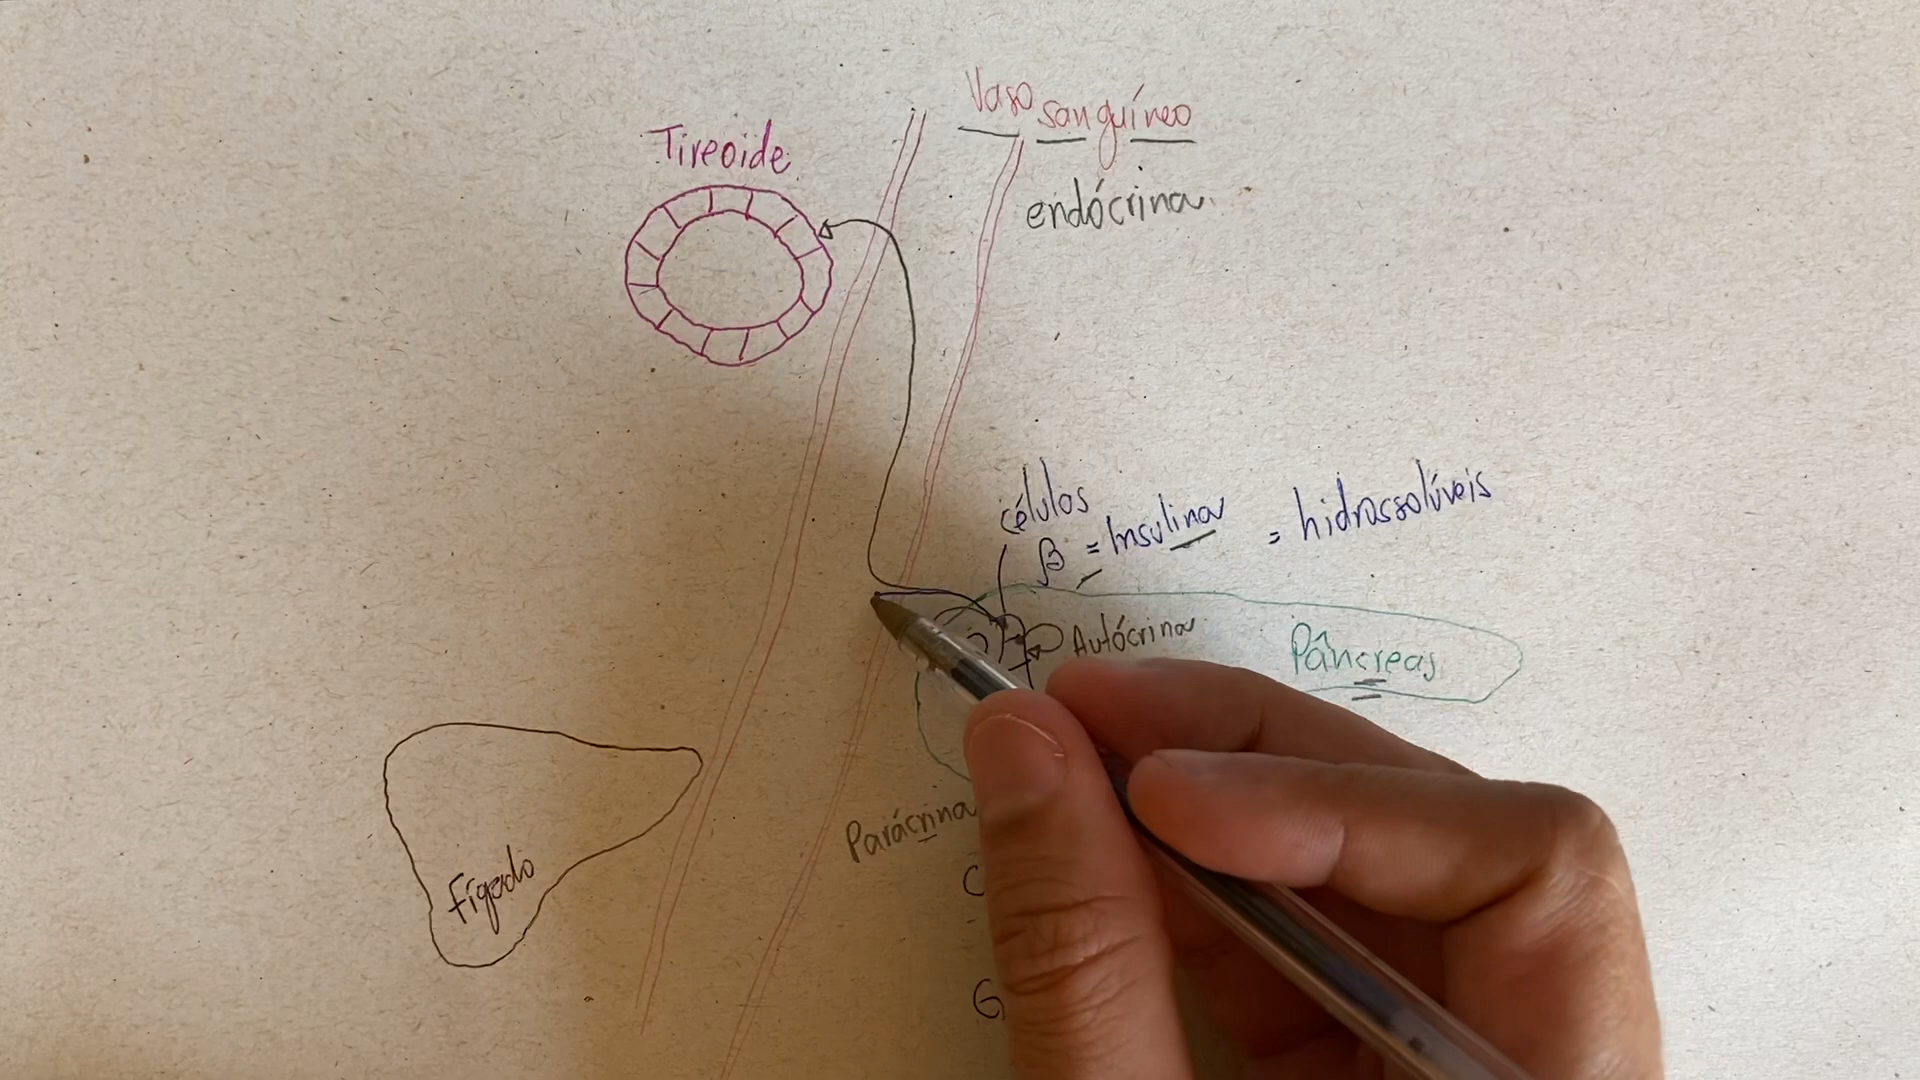 Vaso sanguíneo
Tireoide
endócrina
células
β = Insulina = hidrossolúveis
Autócrina
Pâncreas
Parácrina
Fígado
C
G